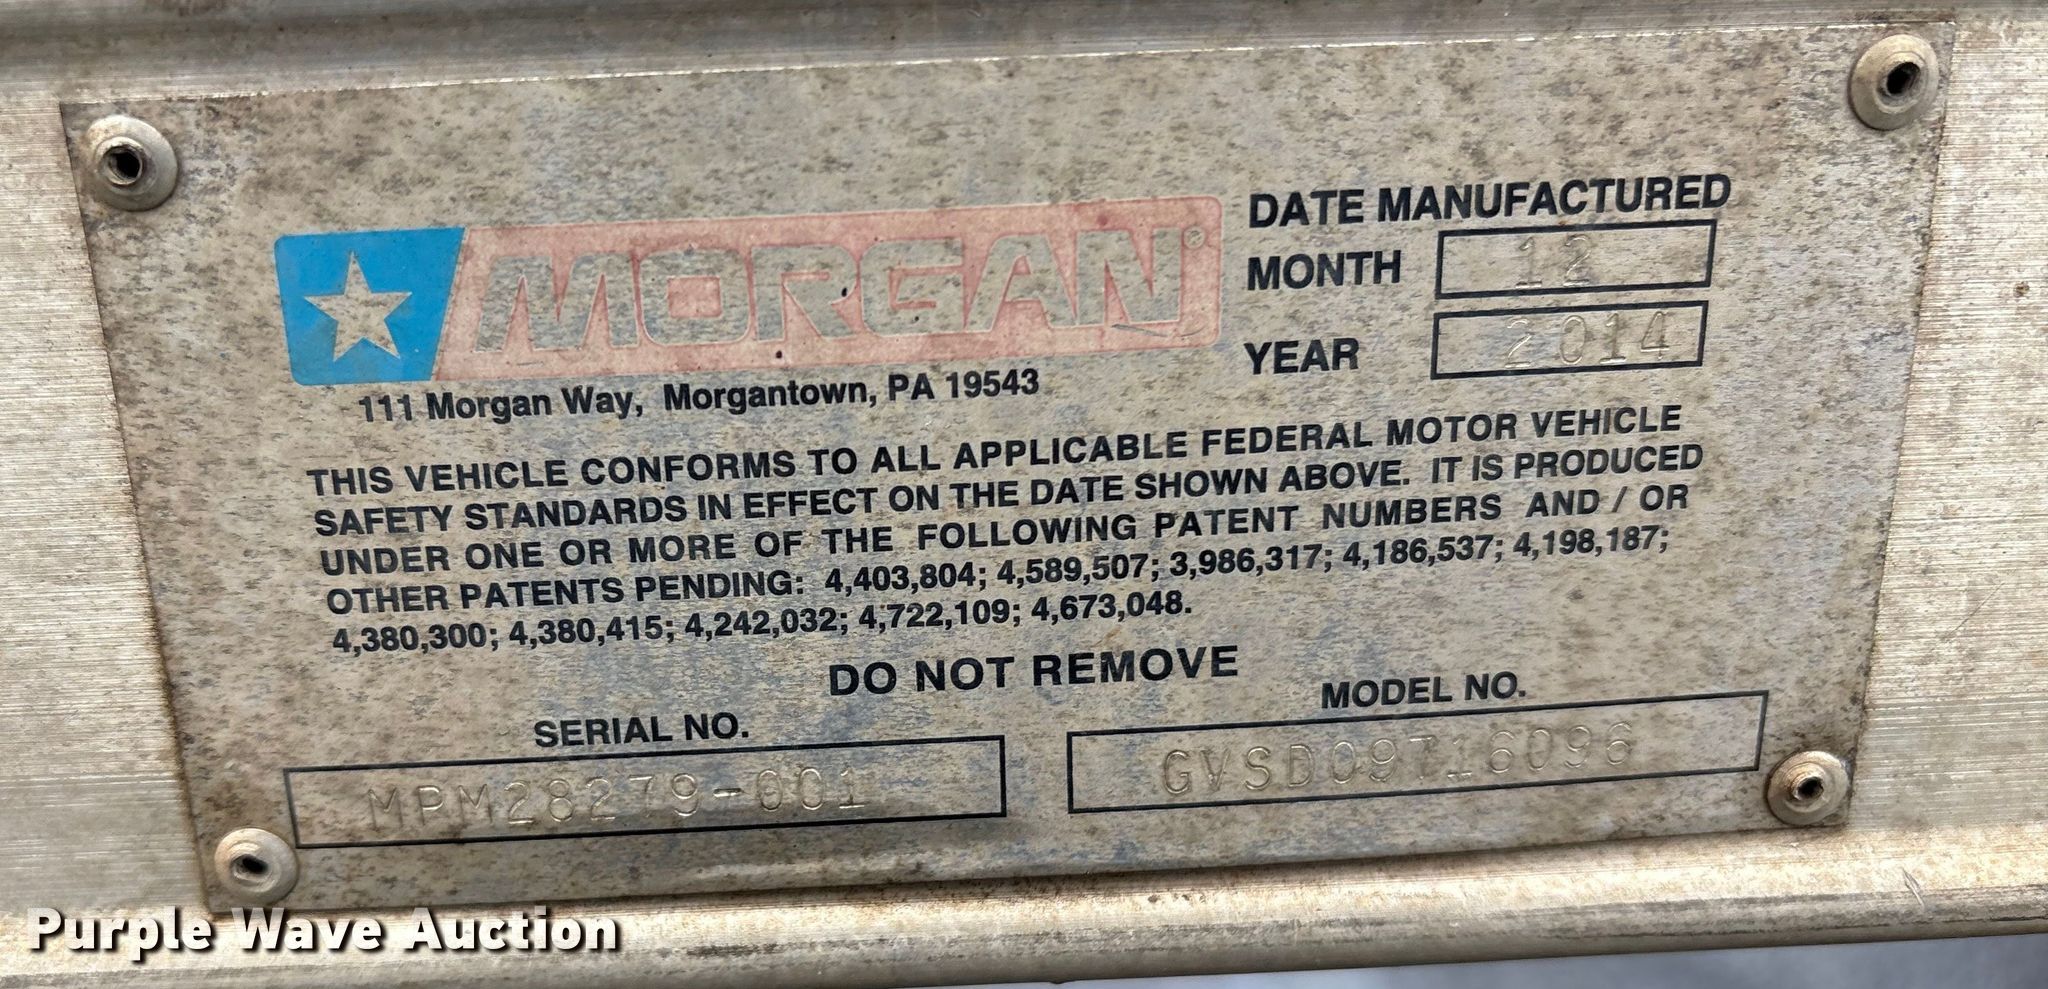 MORGAN®
111 Morgan Way, Morgantown, PA 19543
DATE MANUFACTURED
MONTH 12
YEAR 2014
THIS VEHICLE CONFORMS TO ALL APPLICABLE FEDERAL MOTOR VEHICLE
SAFETY STANDARDS IN EFFECT ON THE DATE SHOWN ABOVE. IT IS PRODUCED
UNDER ONE OR MORE OF THE FOLLOWING PATENT NUMBERS AND / OR
OTHER PATENTS PENDING: 4,403,804; 4,589,507; 3,986,317; 4,186,537; 4,198,187;
4,380,300; 4,380,415; 4,242,032; 4,722,109; 4,673,048.
DO NOT REMOVE
SERIAL NO.
MPM28279-001
MODEL NO.
GVSD09T16096
Purple Wave Auction